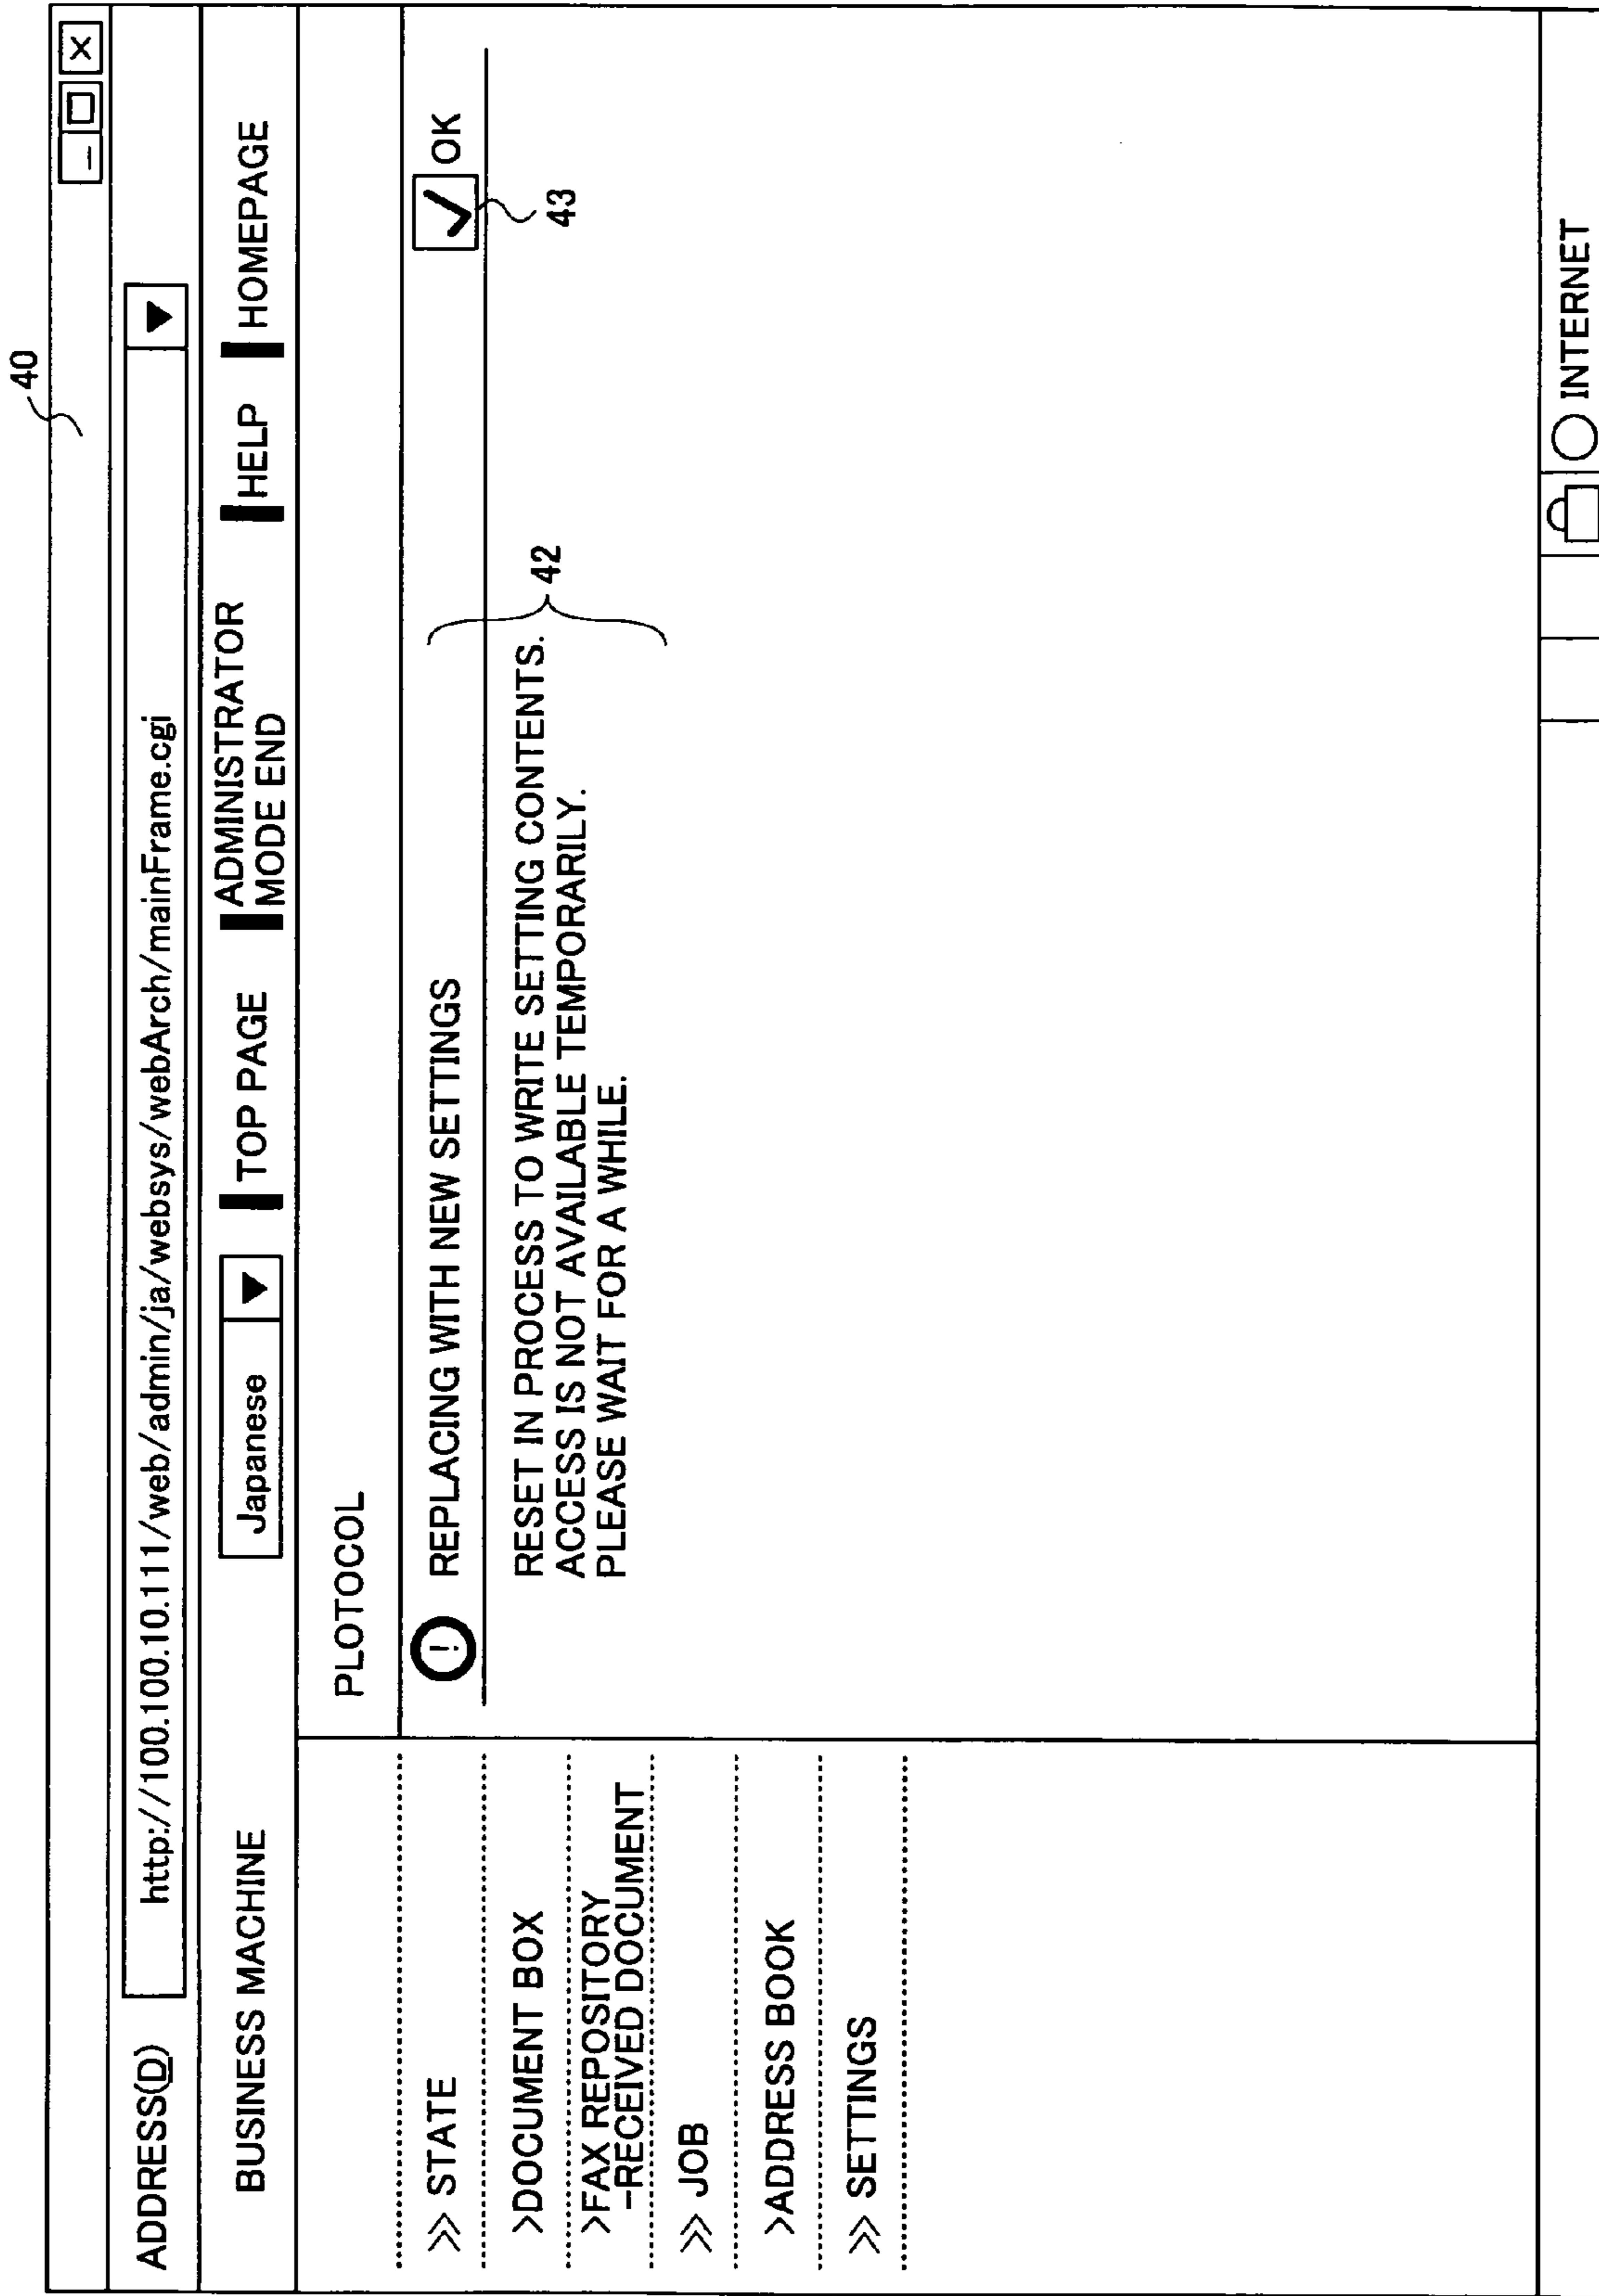 40
ADDRESS(D)
http://100.100.10.111/web/admin/ja/websys/webArch/mainFrame.cgi
BUSINESS MACHINE
Japanese
TOP PAGE
ADMINISTRATOR
MODE END
HELP
HOMEPAGE
>> STATE
>DOCUMENT BOX
>FAX REPOSITORY
-RECEIVED DOCUMENT
>> JOB
>ADDRESS BOOK
>> SETTINGS
PLOTOCOL
! REPLACING WITH NEW SETTINGS
OK
43
RESET IN PROCESS TO WRITE SETTING CONTENTS.
ACCESS IS NOT AVAILABLE TEMPORARILY.
PLEASE WAIT FOR A WHILE.
42
INTERNET